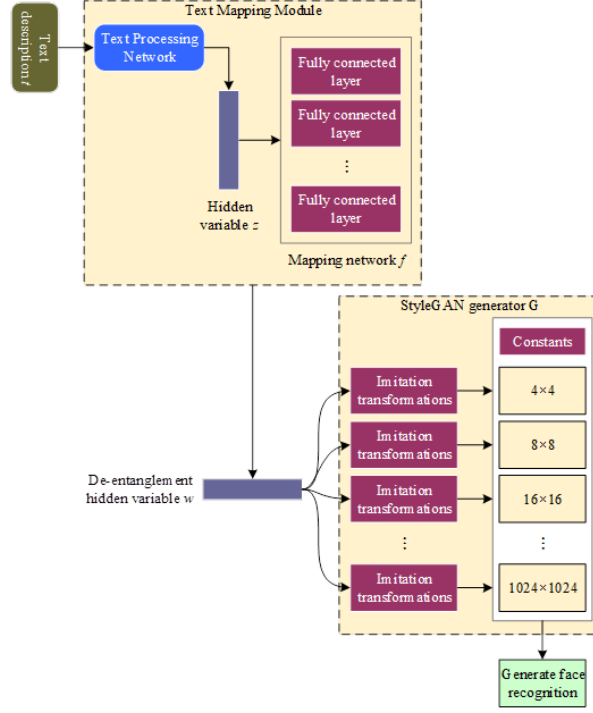 Text Mapping Module
Text
description t
Text Processing
Network
Fully connected
layer
Fully connected
layer
⋮
Fully connected
layer
Hidden
variable z
Mapping network f
StyleGAN generator G
Constants
Imitation
transformations
4×4
Imitation
transformations
8×8
De-entanglement
hidden variable w
Imitation
transformations
16×16
⋮
⋮
Imitation
transformations
1024×1024
Generate face
recognition